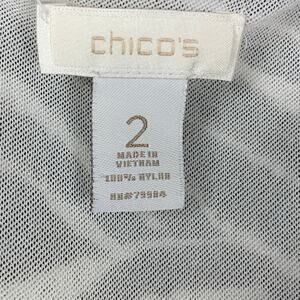 chico's
2
MADE IN
VIETNAM
100% NYLON
RN#79984